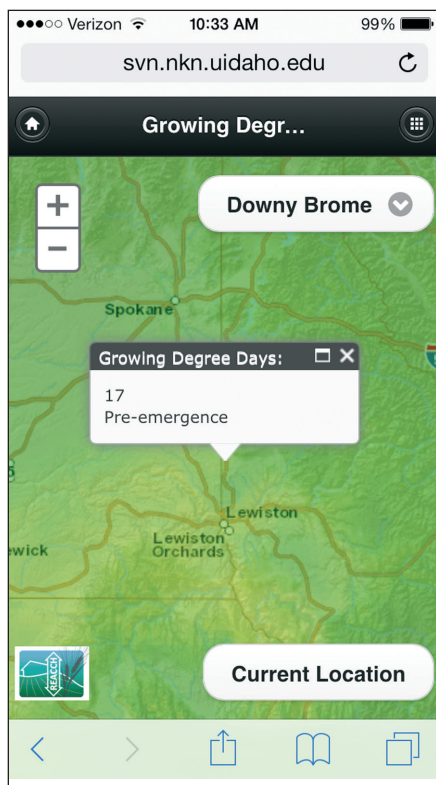 Verizon 10:33 AM 99%
svn.nkn.uidaho.edu
Growing Degr...
+
Downy Brome
−
Spokane
Growing Degree Days:
17
Pre-emergence
Lewiston
Lewiston
Orchards
ewick
REACCH
Current Location